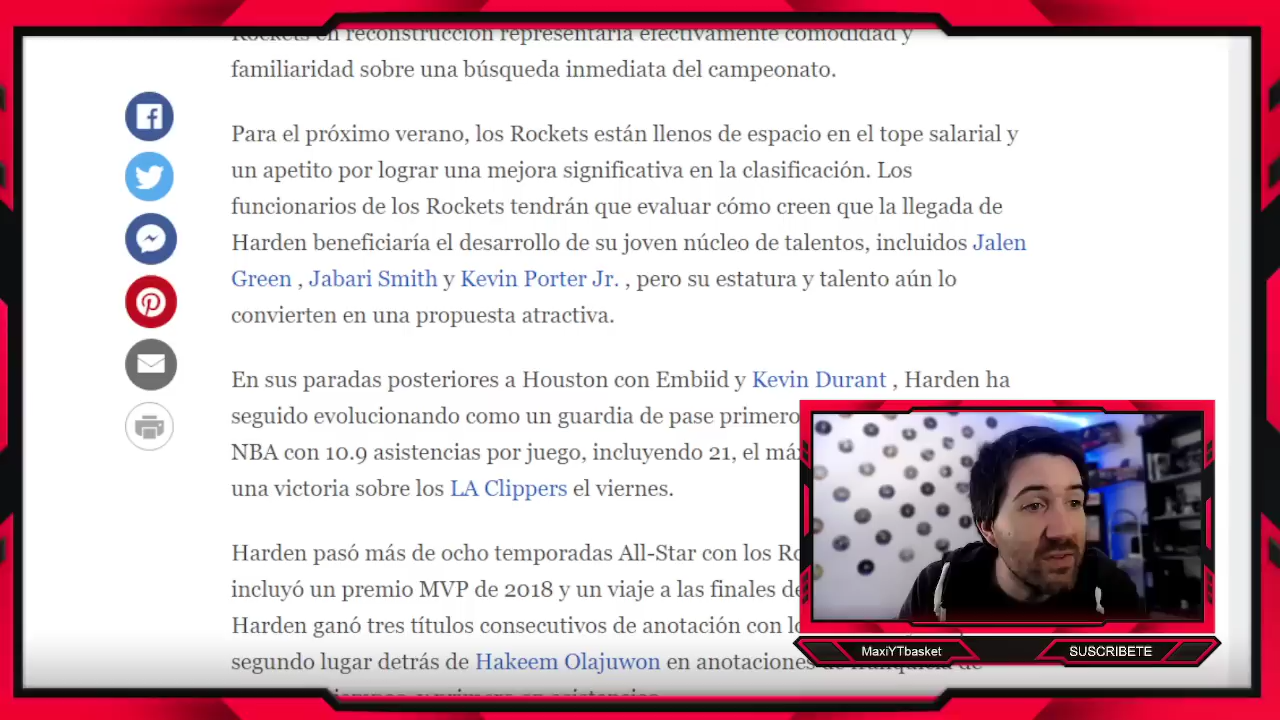 Rockets en reconstrucción representaría efectivamente comodidad y
familiaridad sobre una búsqueda inmediata del campeonato.
Para el próximo verano, los Rockets están llenos de espacio en el tope salarial y
un apetito por lograr una mejora significativa en la clasificación. Los
funcionarios de los Rockets tendrán que evaluar cómo creen que la llegada de
Harden beneficiaría el desarrollo de su joven núcleo de talentos, incluidos Jalen
Green , Jabari Smith y Kevin Porter Jr. , pero su estatura y talento aún lo
convierten en una propuesta atractiva.
En sus paradas posteriores a Houston con Embiid y Kevin Durant , Harden ha
seguido evolucionando como un guardia de pase primero
NBA con 10.9 asistencias por juego, incluyendo 21, el
una victoria sobre los LA Clippers el viernes.
Harden pasó más de ocho temporadas All-Star con los
incluyó un premio MVP de 2018 y un viaje a las finales
Harden ganó tres títulos consecutivos de anotación con
segundo lugar detrás de Hakeem Olajuwon en anotaciones de franquicia de
MaxiYTbasket
SUSCRIBETE